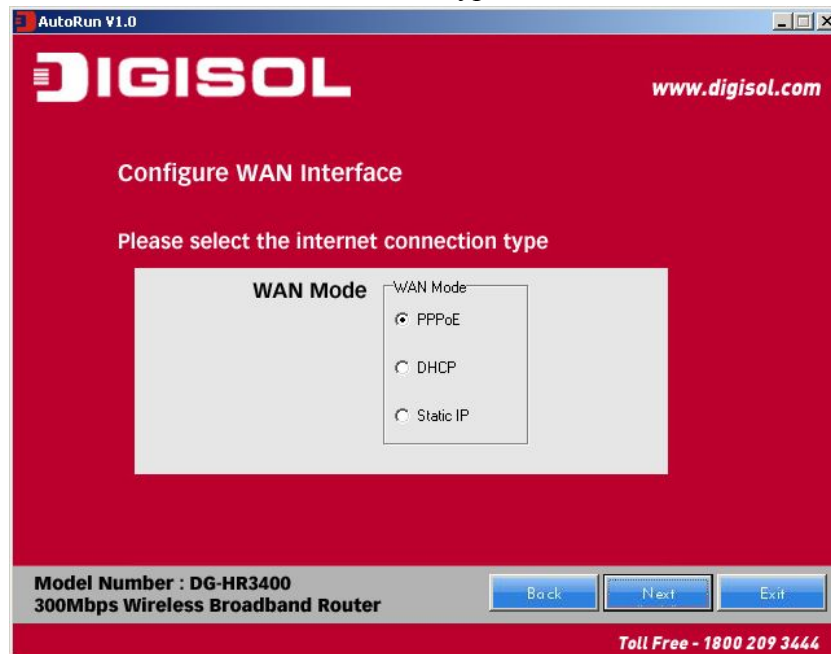 AutoRun V1.0
DIGISOL
www.digisol.com
Configure WAN Interface
Please select the internet connection type
WAN Mode
WAN Mode
PPPoE
DHCP
Static IP
Model Number : DG-HR3400
300Mbps Wireless Broadband Router
Back
Next
Exit
Toll Free - 1800 209 3444